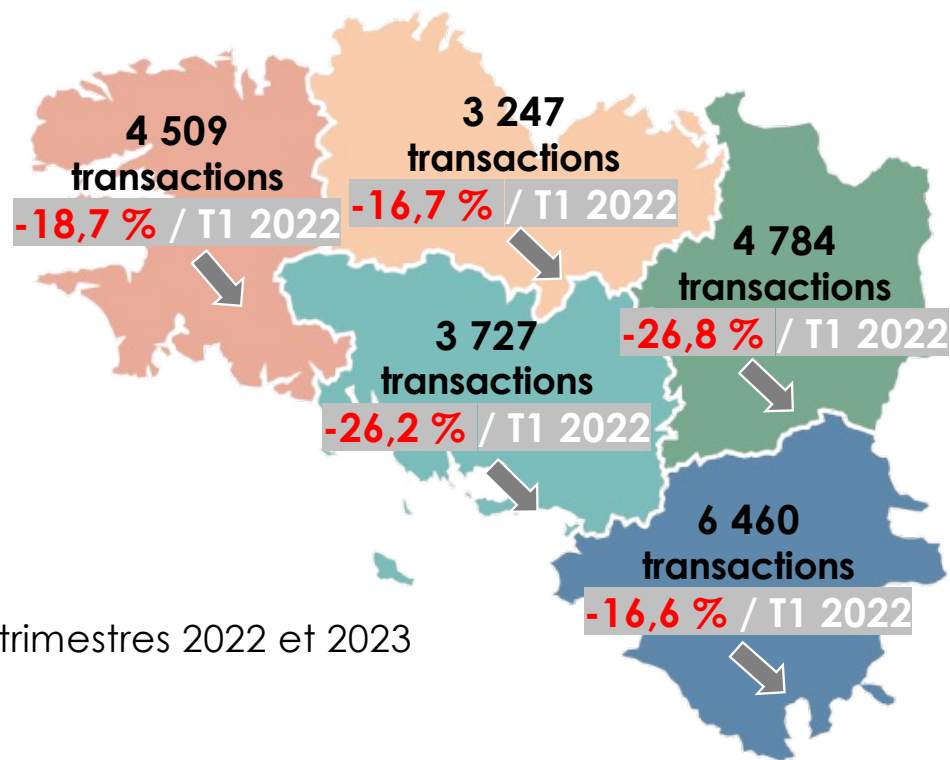 4 509
transactions
-18,7 % / T1 2022
3 247
transactions
-16,7 % / T1 2022
4 784
transactions
-26,8 % / T1 2022
3 727
transactions
-26,2 % / T1 2022
6 460
transactions
-16,6 % / T1 2022
trimestres 2022 et 2023